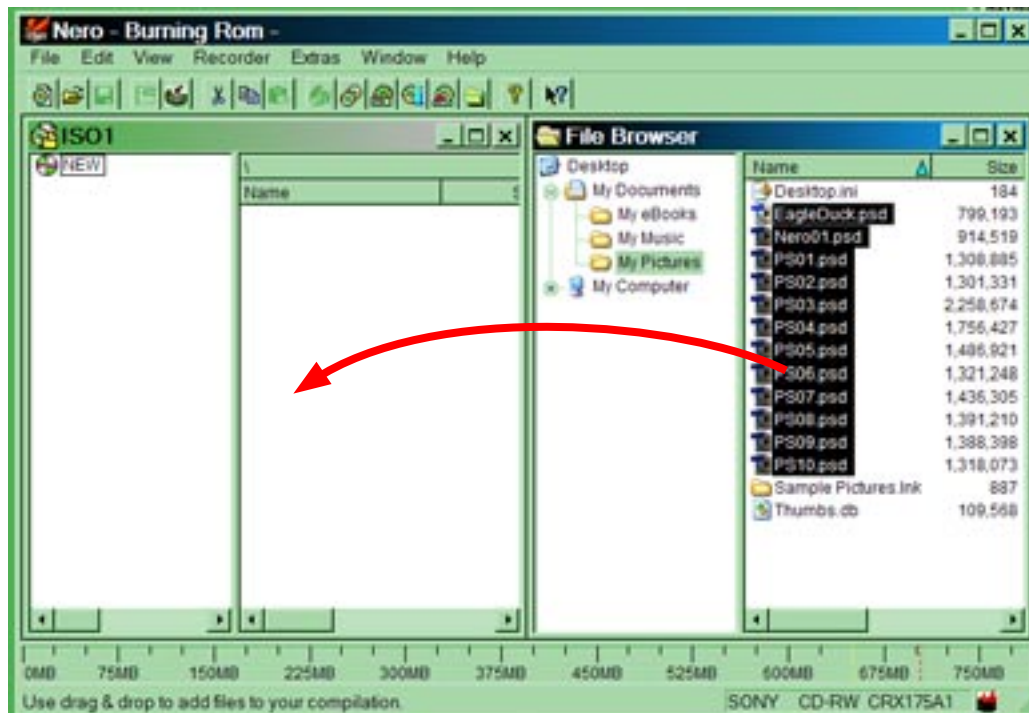 Nero - Burning Rom -
File Edit View Recorder Extras Window Help
ISO1
NEW
\
Name S
File Browser
Desktop
My Documents
My eBooks
My Music
My Pictures
My Computer
Name Size
Desktop.ini 184
EagleDuck.psd 799,193
Nero01.psd 914,519
PS01.psd 1,308,885
PS02.psd 1,301,331
PS03.psd 2,258,674
PS04.psd 1,756,427
PS05.psd 1,486,921
PS06.psd 1,321,248
PS07.psd 1,436,305
PS08.psd 1,391,210
PS09.psd 1,388,398
PS10.psd 1,318,073
Sample Pictures.lnk 887
Thumbs.db 109,568
0MB 75MB 150MB 225MB 300MB 375MB 450MB 525MB 600MB 675MB 750MB
Use drag & drop to add files to your compilation. SONY CD-RW CRX175A1